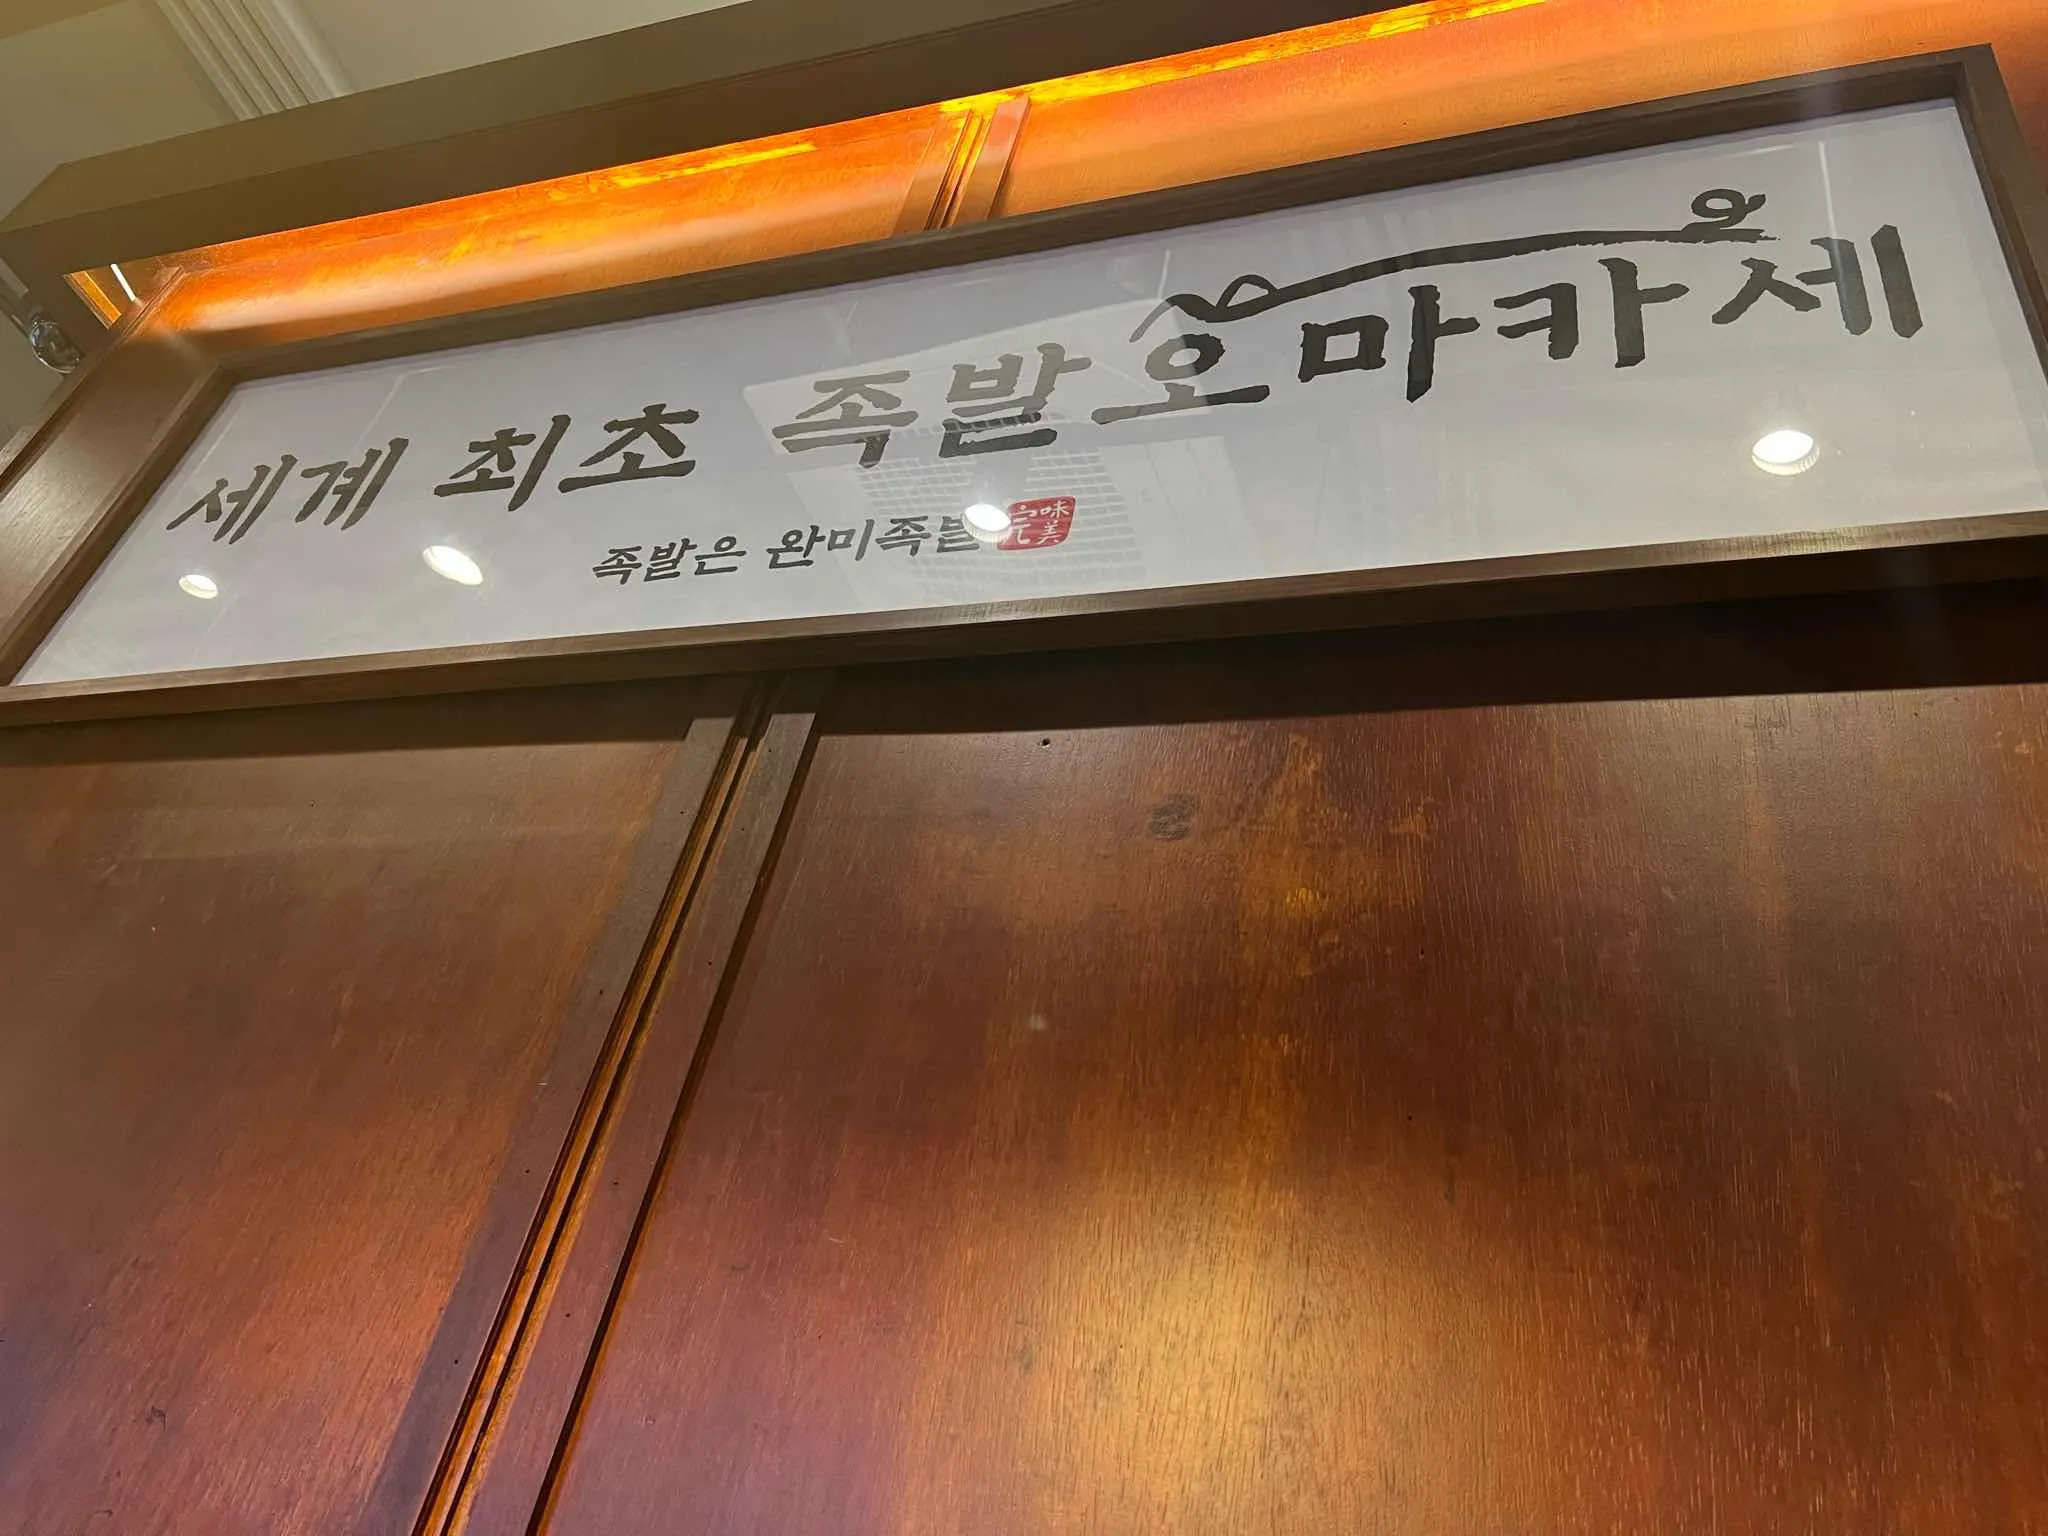 세계 최초 족발오마카세
족발은 완미족발
完味
美